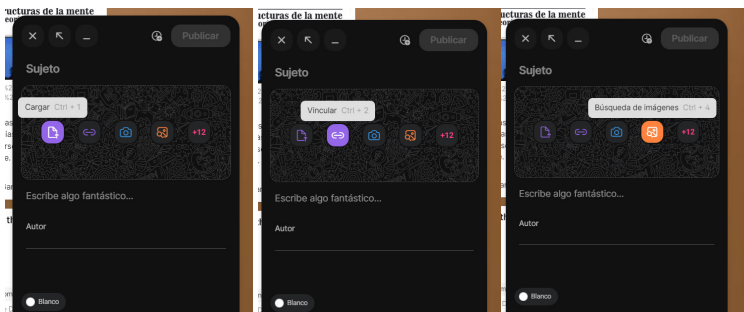 ucturas de la mente
Publicar
Sujeto
Cargar Ctrl + 1
+12
Escribe algo fantástico...
Autor
Blanco
ucturas de la mente
Publicar
Sujeto
Vincular Ctrl + 2
+12
Escribe algo fantástico...
Autor
Blanco
ucturas de la mente
Publicar
Sujeto
Búsqueda de imágenes Ctrl + 4
+12
Escribe algo fantástico...
Autor
Blanco